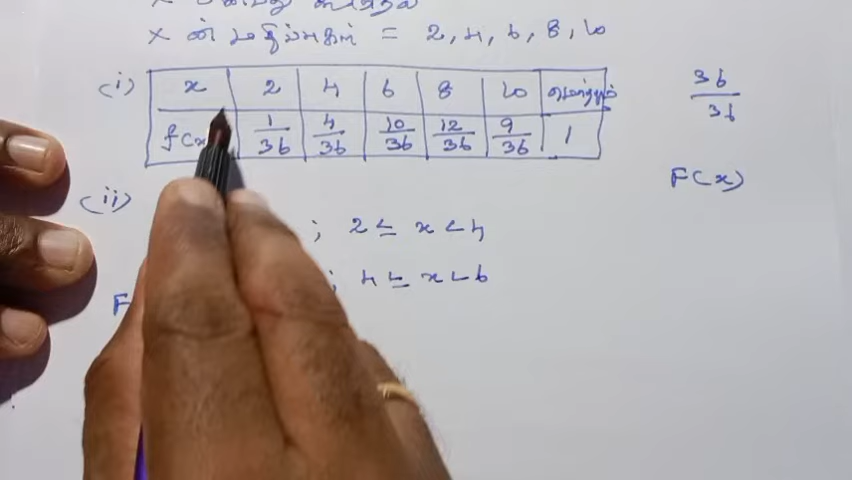 X ன் மதிப்புகள் = 2, 4, 6, 8, 10
(i) x 2 4 6 8 10 மொத்தம்
f(x) 1/36 4/36 10/36 12/36 9/36 1
36/36
F(x)
(ii)
; 2 ≤ x < 4
; 4 ≤ x < 6
F